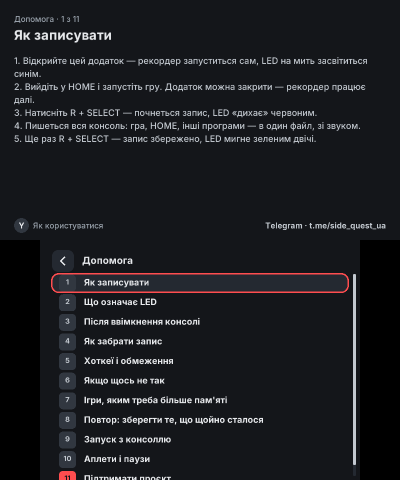 Допомога · 1 з 11
Як записувати
1. Відкрийте цей додаток — рекордер запуститься сам, LED на мить засвітиться
синім.
2. Вийдіть у HOME і запустіть гру. Додаток можна закрити — рекордер працює
далі.
3. Натисніть R + SELECT — почнеться запис, LED «дихає» червоним.
4. Пишеться вся консоль: гра, HOME, інші програми — в один файл, зі звуком.
5. Ще раз R + SELECT — запис збережено, LED мигне зеленим двічі.
Y Як користуватися
Telegram · t.me/side_quest_ua
Допомога
1 Як записувати
2 Що означає LED
3 Після ввімкнення консолі
4 Як забрати запис
5 Хоткеї і обмеження
6 Якщо щось не так
7 Ігри, яким треба більше пам'яті
8 Повтор: зберегти те, що щойно сталося
9 Запуск з консоллю
10 Аплети і паузи
11 Підтримати проєкт